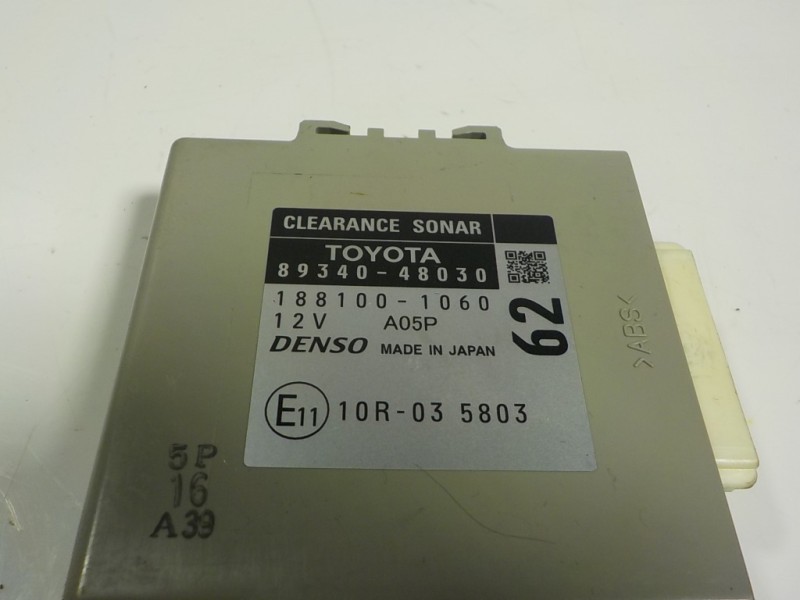 CLEARANCE SONAR
TOYOTA
89340-48030
188100-1060
12V A05P
62
DENSO MADE IN JAPAN
E11 10R-03 5803
>ABS<
5P
16
A39